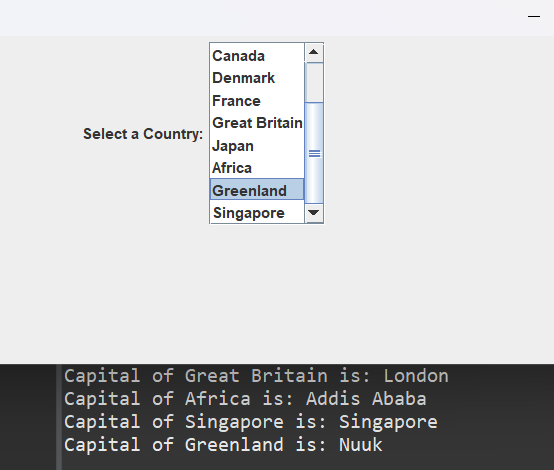 Canada
Denmark
France
Great Britain
Select a Country:
Japan
Africa
Greenland
Singapore
Capital of Great Britain is: London
Capital of Africa is: Addis Ababa
Capital of Singapore is: Singapore
Capital of Greenland is: Nuuk